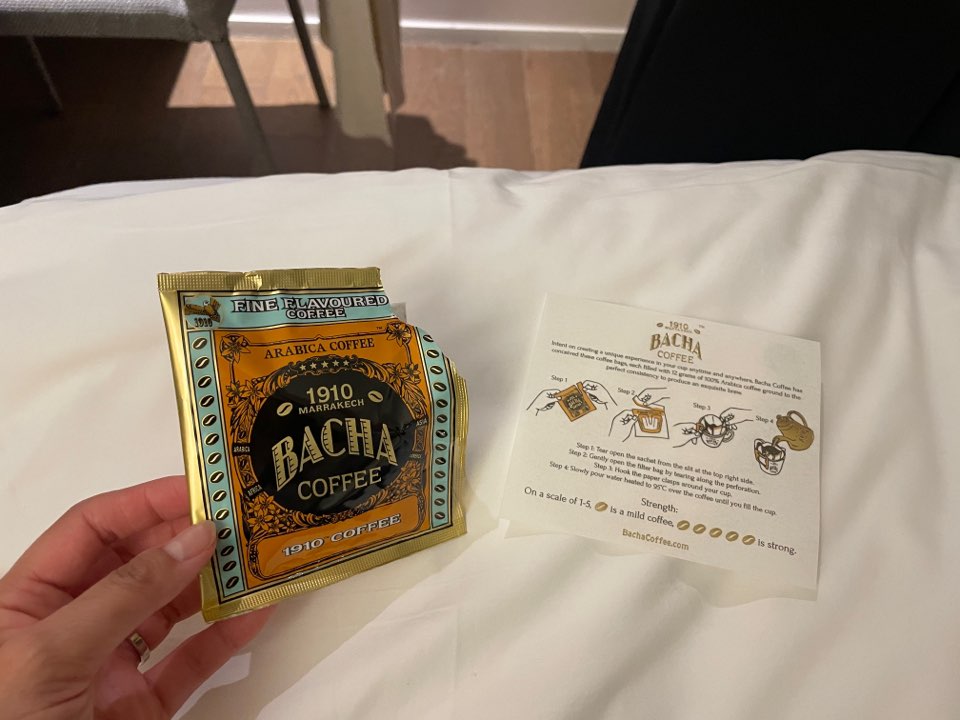 FINE FLAVOURED
COFFEE
1910
ARABICA COFFEE
1910
MARRAKECH
BACHA
COFFEE
1910 COFFEE
1910
BACHA
COFFEE
Intent on creating a unique experience in your cup anytime and anywhere, Bacha Coffee has
conceived these coffee bags, each filled with 12 grams of 100% Arabica coffee ground to the
perfect consistency to produce an exquisite brew.
Step 1
Step 2
Step 3
Step 4
Step 1: Tear open the sachet from the slit at the top right side.
Step 2: Gently open the filter bag by tearing along the perforation.
Step 3: Hook the paper clasps around your cup.
Step 4: Slowly pour water heated to 95°C over the coffee until you fill the cup.
Strength:
On a scale of 1-5, is a mild coffee, is strong.
BachaCoffee.com